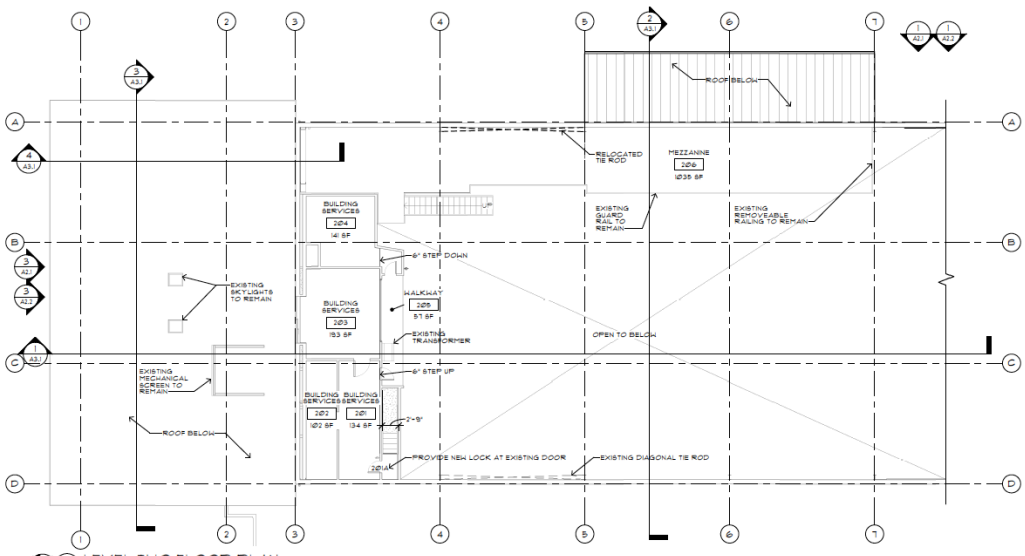 1 2 3 4 5 2 6 7
A3.1
1 1
A2.1 A2.2
3
A3.1
ROOF BELOW
A A
4
A3.1
RELOCATED
TIE ROD
MEZZANINE
206
1035 SF
BUILDING
SERVICES
204
141 SF
EXISTING
GUARD
RAIL TO
REMAIN
EXISTING
REMOVEABLE
RAILING TO REMAIN
B B
6" STEP DOWN
3
A2.1
3
A2.2
EXISTING
SKYLIGHTS
TO REMAIN
BUILDING
SERVICES
203
193 SF
WALKWAY
205
57 SF
EXISTING
TRANSFORMER
OPEN TO BELOW
1
A3.1
C C
EXISTING
MECHANICAL
SCREEN TO
REMAIN
6" STEP UP
BUILDING
SERVICES
202
102 SF
BUILDING
SERVICES
201
134 SF
2'-8"
ROOF BELOW
201A
PROVIDE NEW LOCK AT EXISTING DOOR
EXISTING DIAGONAL TIE ROD
D D
1 2 3 4 5 6 7